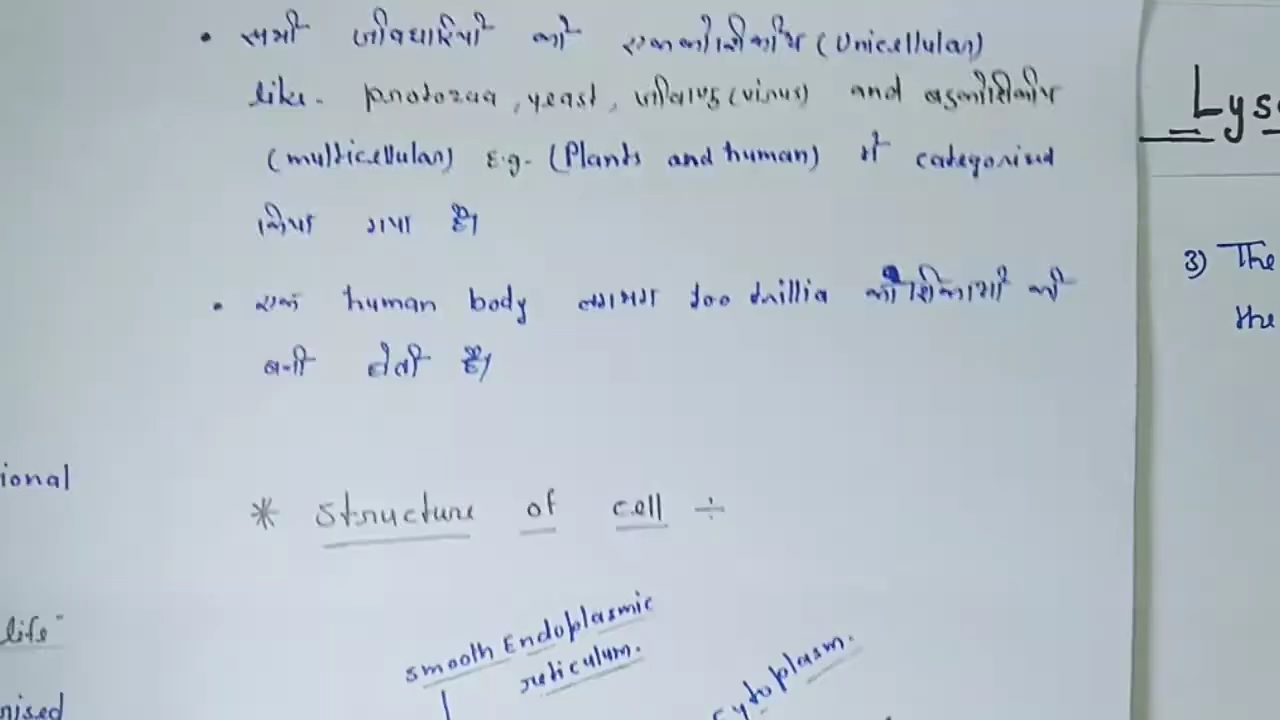 सभी जीवधारियों को एककोशिकीय (Unicellular)
like- protozoa, yeast, जीवाणु (virus) and बहुकोशिकीय
(multicellular) E.g- (Plants and human) में categorised
किया गया है।
एक human body लगभग 100 trillia कोशिकाओं की
बनी होती है।
ional
* Structure of cell ÷
life"
nised
smooth Endoplasmic
reticulum.
cytoplasm.
Lys
3) The
the